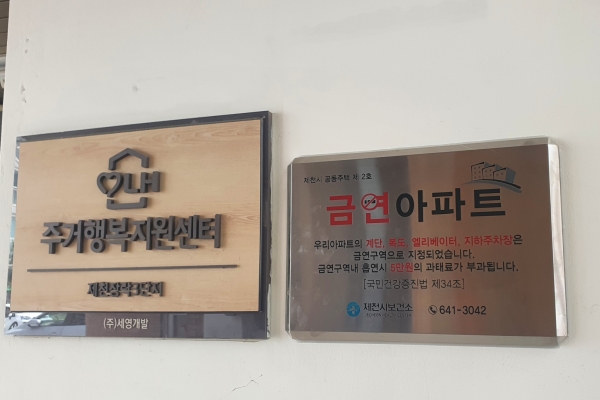 안내
주거행복지원센터
제천강저3단지
(주)세영개발
제천시 공동주택 제 2호
금연아파트
우리아파트의 계단, 복도, 엘리베이터, 지하주차장은
금연구역으로 지정되었습니다.
금연구역내 흡연시 5만원의 과태료가 부과됩니다.
[국민건강증진법 제34조]
제천시보건소 641-3042